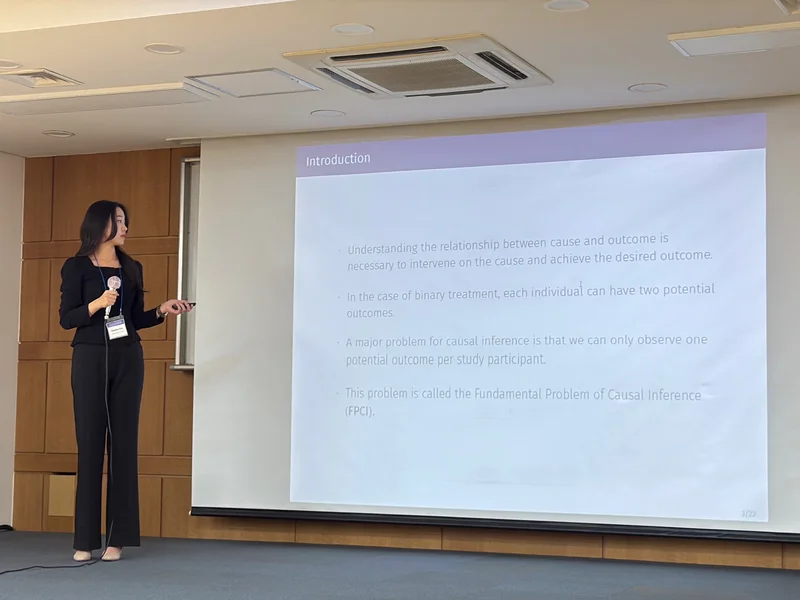 Introduction
Understanding the relationship between cause and outcome is
necessary to intervene on the cause and achieve the desired outcome.
In the case of binary treatment, each individual can have two potential
outcomes.
A major problem for causal inference is that we can only observe one
potential outcome per study participant.
This problem is called the Fundamental Problem of Causal Inference
(FPCI).
3/22